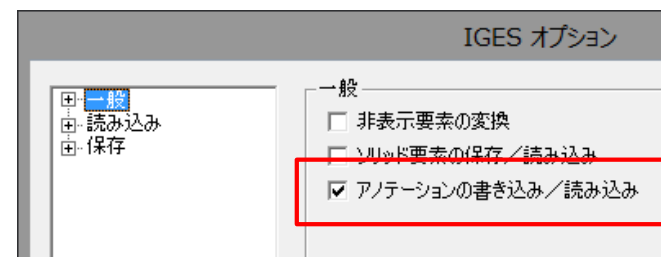 IGES オプション
一般
読み込み
保存
一般
非表示要素の変換
ソリッド要素の保存／読み込み
アノテーションの書き込み／読み込み